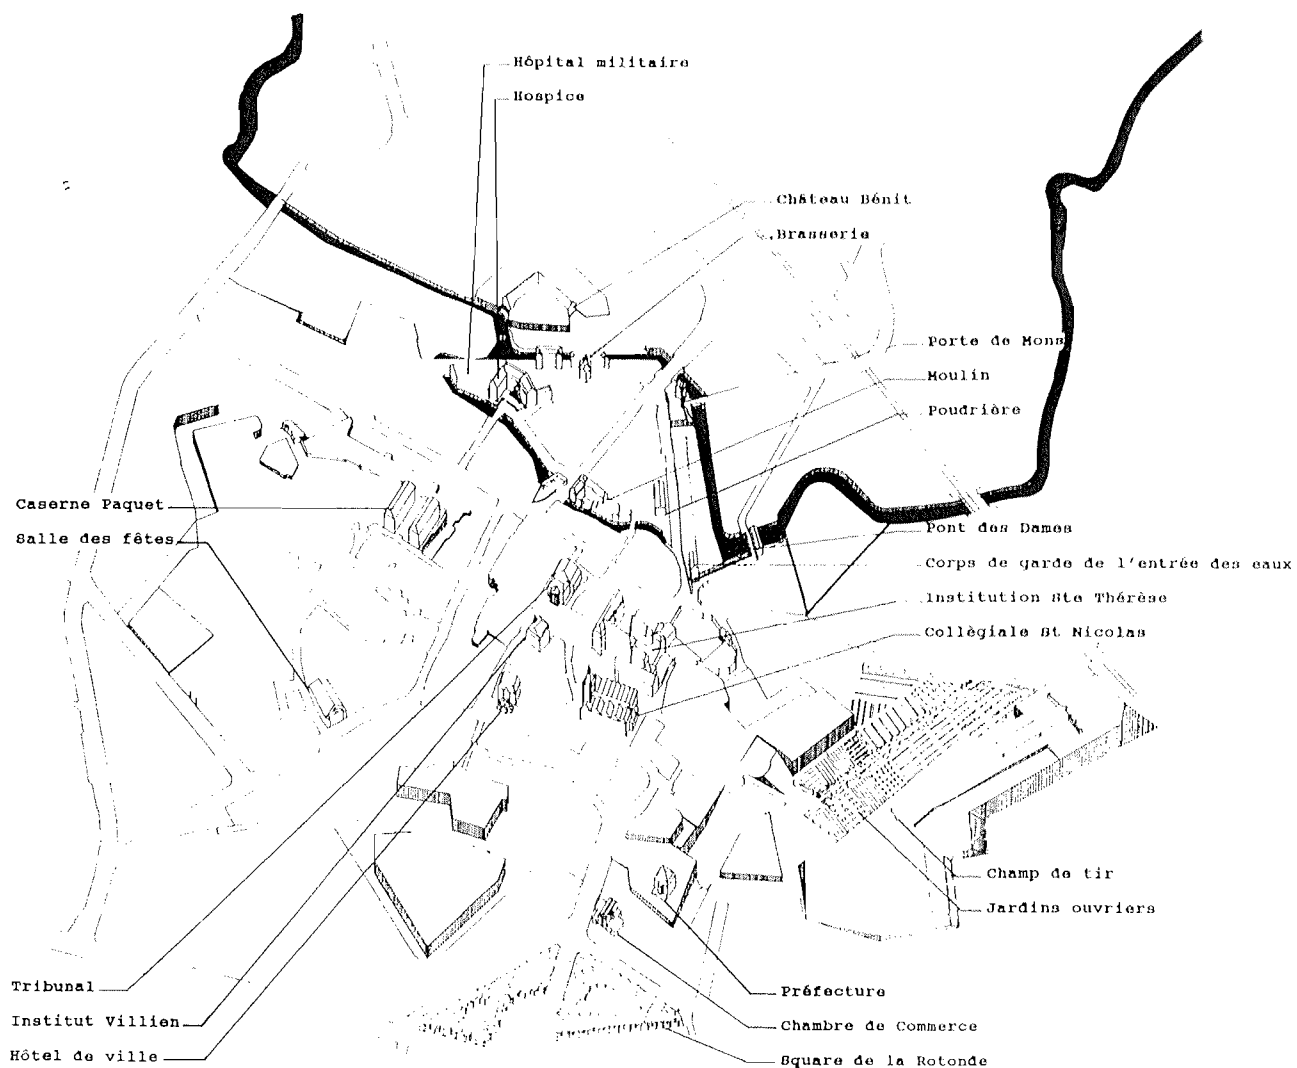 Hôpital militaire
Hospice
Château Bénit
Brasserie
Porte de Mons
Moulin
Poudrière
Caserne Paquet
Salle des fêtes
Pont des Dames
Corps de garde de l'entrée des eaux
Institution Ste Thérèse
Collègiale St Nicolas
Champ de tir
Jardins ouvriers
Tribunal
Institut Villien
Hôtel de ville
Préfecture
Chambre de Commerce
Square de la Rotonde